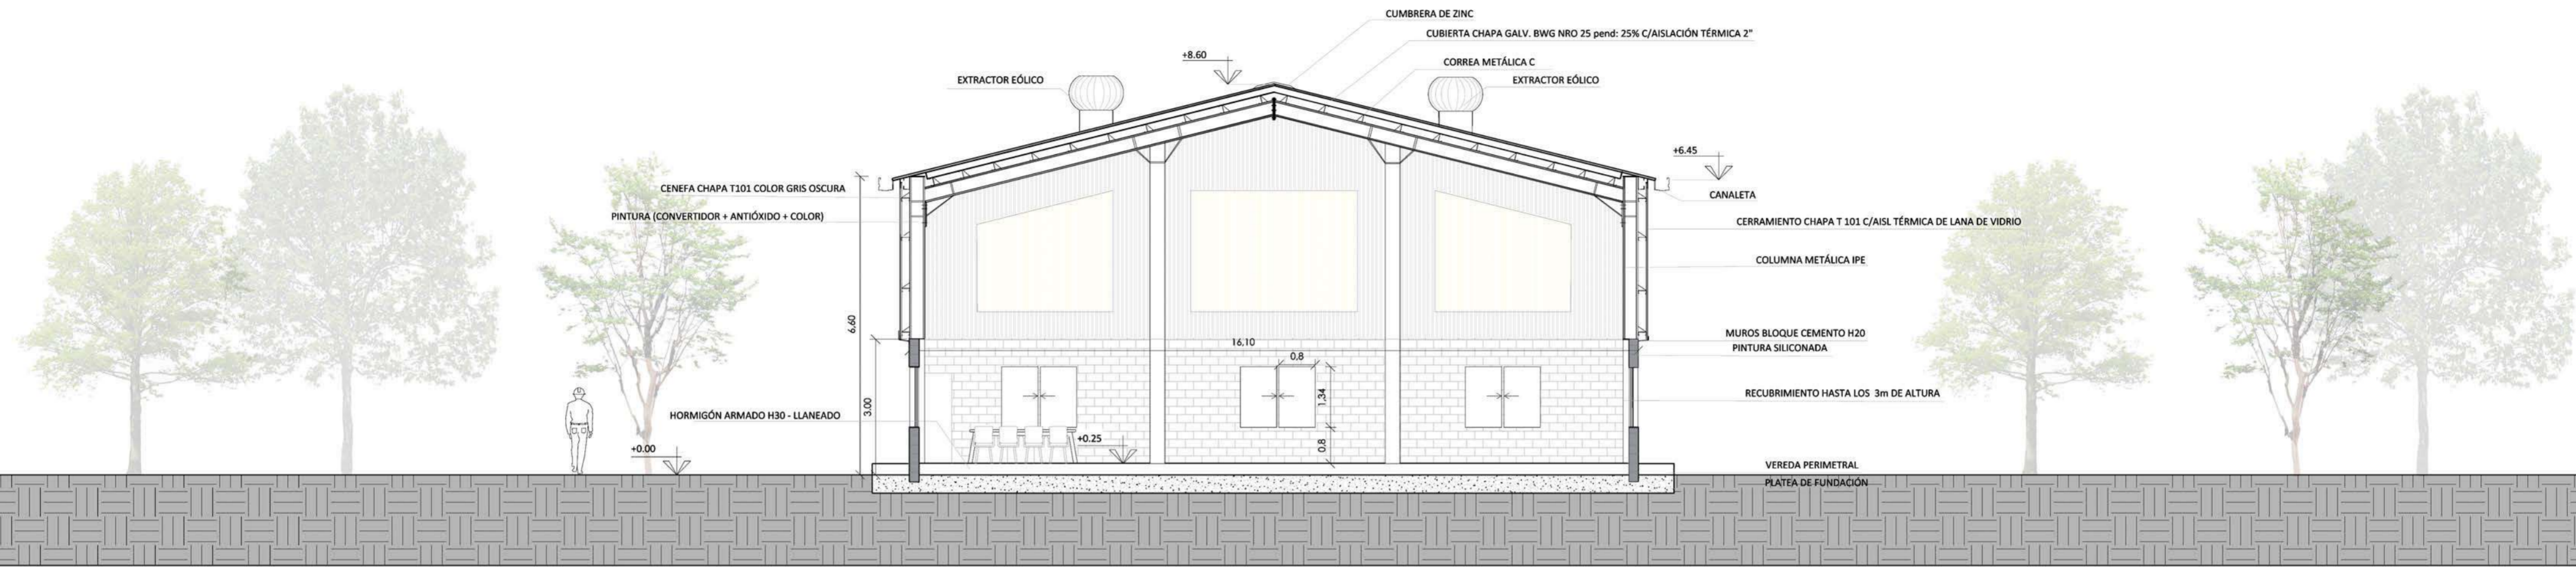 CUMBRERA DE ZINC
CUBIERTA CHAPA GALV. BWG NRO 25 pend: 25% C/AISLACIÓN TÉRMICA 2"
+8.60
CORREA METÁLICA C
EXTRACTOR EÓLICO
EXTRACTOR EÓLICO
+6.45
CENEFA CHAPA T101 COLOR GRIS OSCURA
CANALETA
PINTURA (CONVERTIDOR + ANTIÓXIDO + COLOR)
CERRAMIENTO CHAPA T 101 C/AISL TÉRMICA DE LANA DE VIDRIO
COLUMNA METÁLICA IPE
6.60
MUROS BLOQUE CEMENTO H20
16,10
PINTURA SILICONADA
0,8
RECUBRIMIENTO HASTA LOS 3m DE ALTURA
1,34
3.00
HORMIGÓN ARMADO H30 - LLANEADO
+0.25
0,8
+0.00
VEREDA PERIMETRAL
PLATEA DE FUNDACIÓN